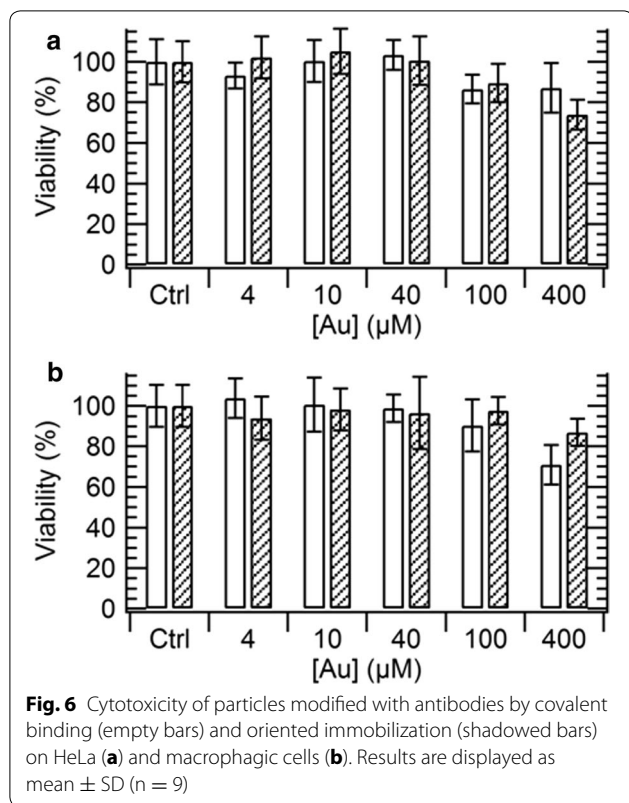 a
Viability (%)
100
80
60
40
20
0
Ctrl 4 10 40 100 400
[Au] (µM)
b
Viability (%)
100
80
60
40
20
0
Ctrl 4 10 40 100 400
[Au] (µM)
Fig. 6 Cytotoxicity of particles modified with antibodies by covalent
binding (empty bars) and oriented immobilization (shadowed bars)
on HeLa (a) and macrophagic cells (b). Results are displayed as
mean ± SD (n = 9)